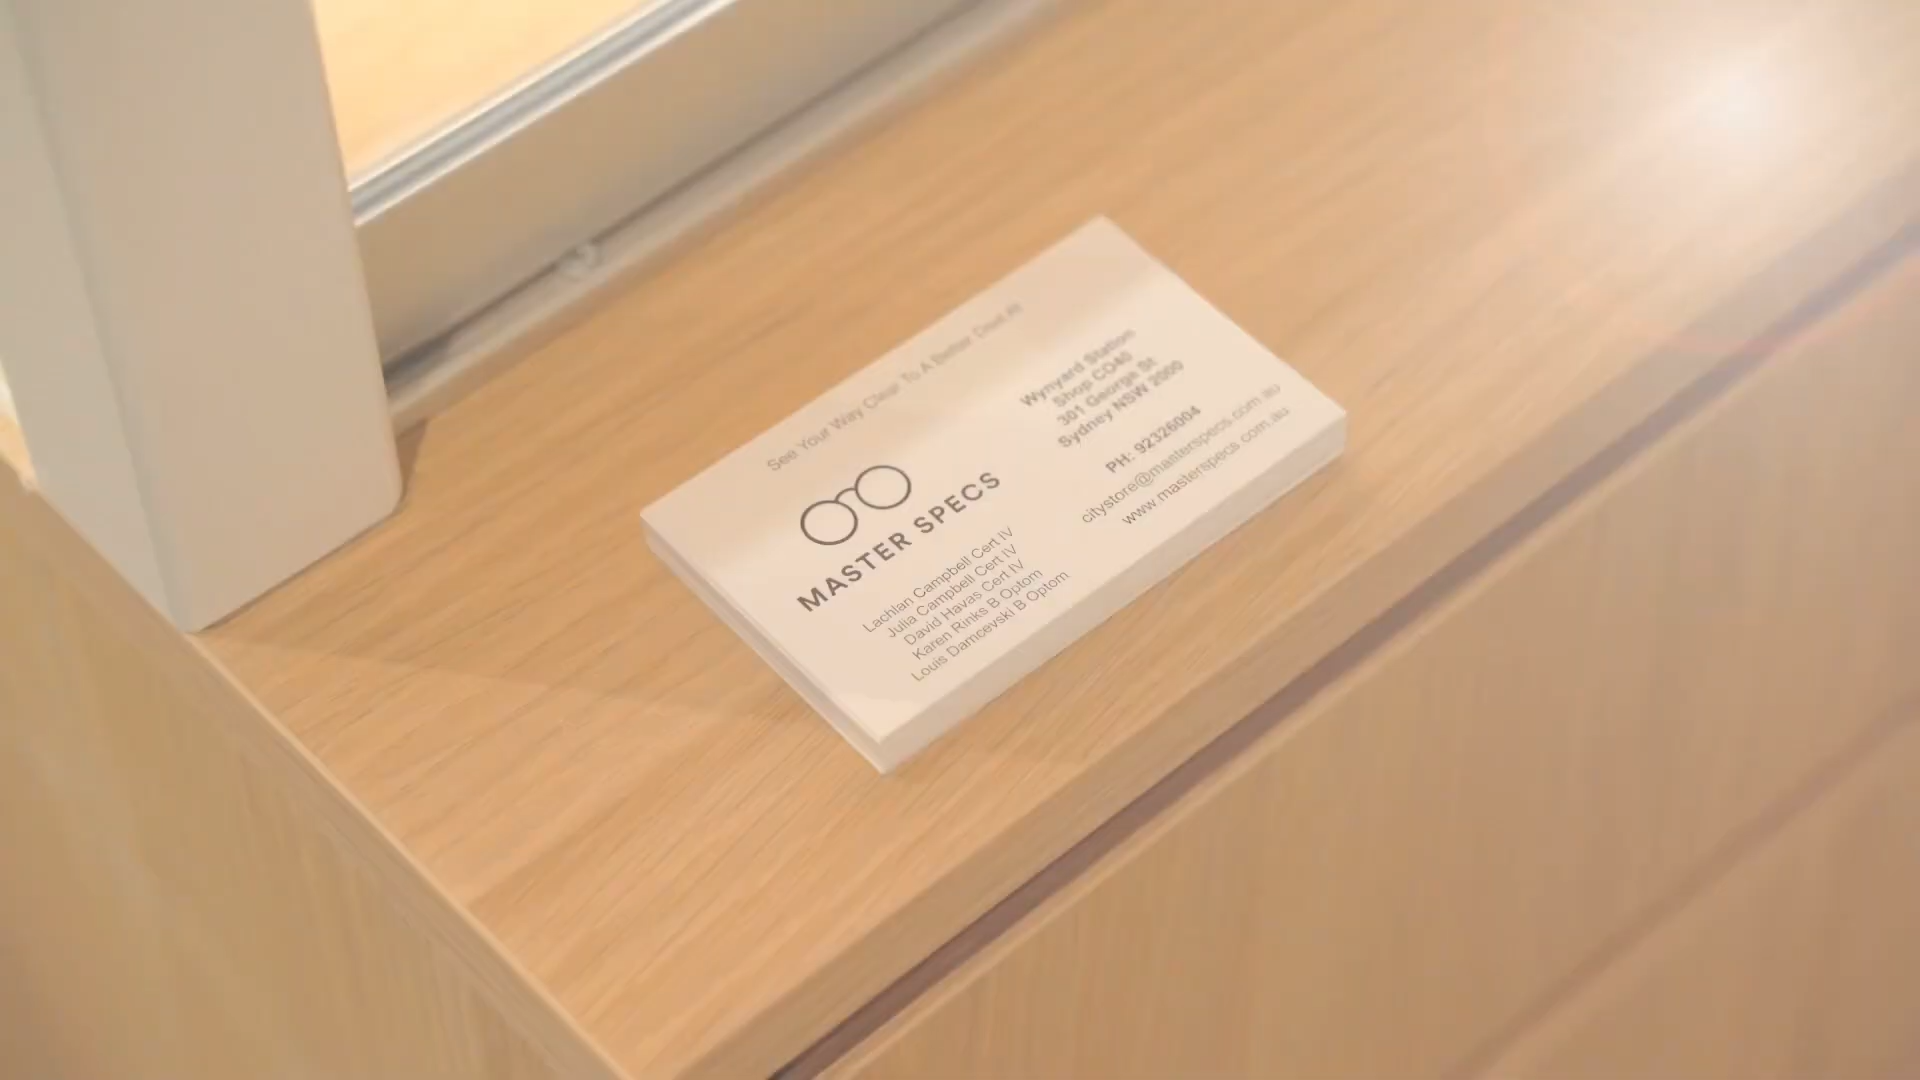 See Your Way Clear To A Better Deal
MASTER SPECS
Lachlan Campbell Cert IV
Julia Campbell Cert IV
David Havas Cert IV
Karen Rinks B Optom
Louis Damcevski B Optom
Wynyard Station
Shop CO40
301 George St
Sydney NSW 2000
PH: 92326004
citystore@masterspecs.com.au
www.masterspecs.com.au